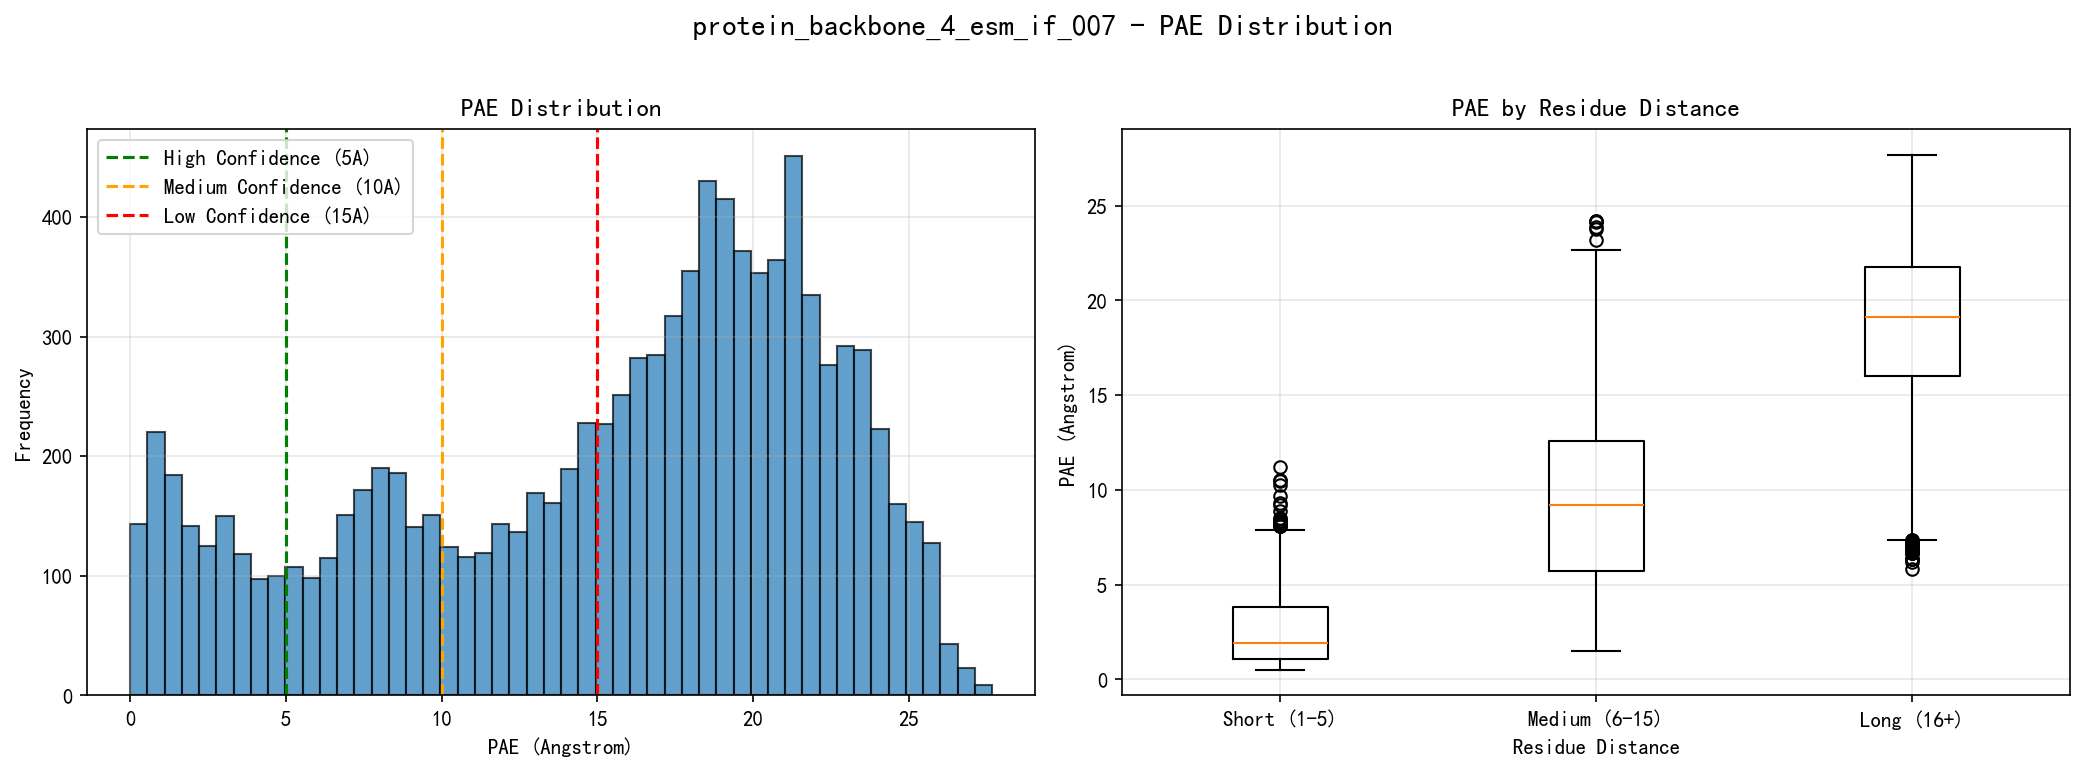 protein_backbone_4_esm_if_007 - PAE Distribution
PAE Distribution
High Confidence (5A)
Medium Confidence (10A)
Low Confidence (15A)
400
300
200
100
0
Frequency
0 5 10 15 20 25
PAE (Angstrom)
PAE by Residue Distance
25
20
15
10
5
0
PAE (Angstrom)
Short (1-5) Medium (6-15) Long (16+)
Residue Distance